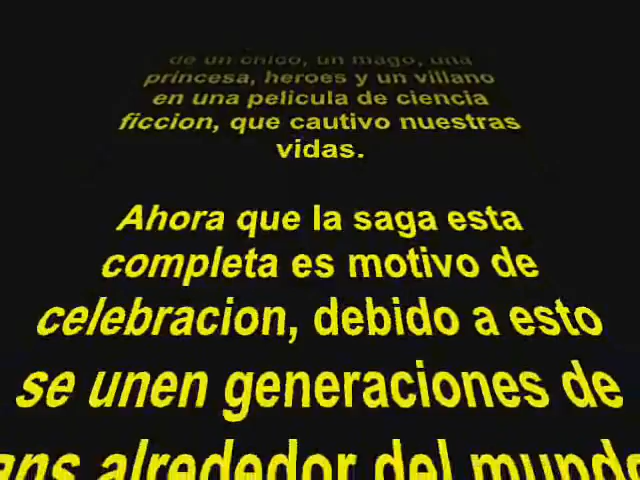 de un chico, un mago, una
princesa, heroes y un villano
en una pelicula de ciencia
ficcion, que cautivo nuestras
vidas.
Ahora que la saga esta
completa es motivo de
celebracion, debido a esto
se unen generaciones de
alrededor del mundo